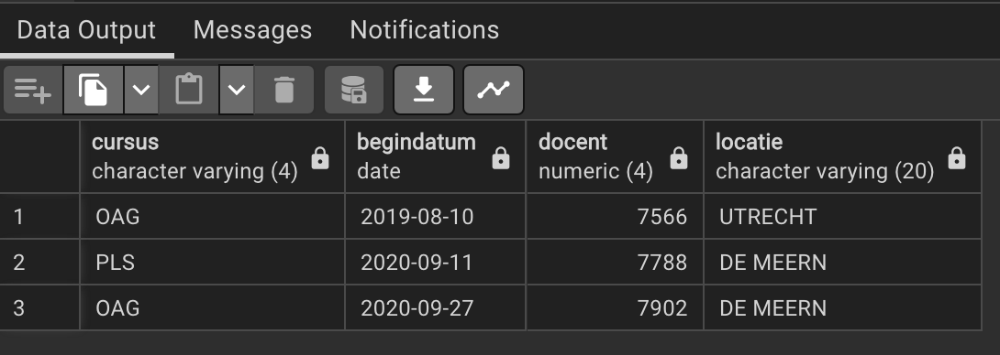 Data Output Messages Notifications
cursus begindatum docent locatie
character varying (4) date numeric (4) character varying (20)
1 OAG 2019-08-10 7566 UTRECHT
2 PLS 2020-09-11 7788 DE MEERN
3 OAG 2020-09-27 7902 DE MEERN